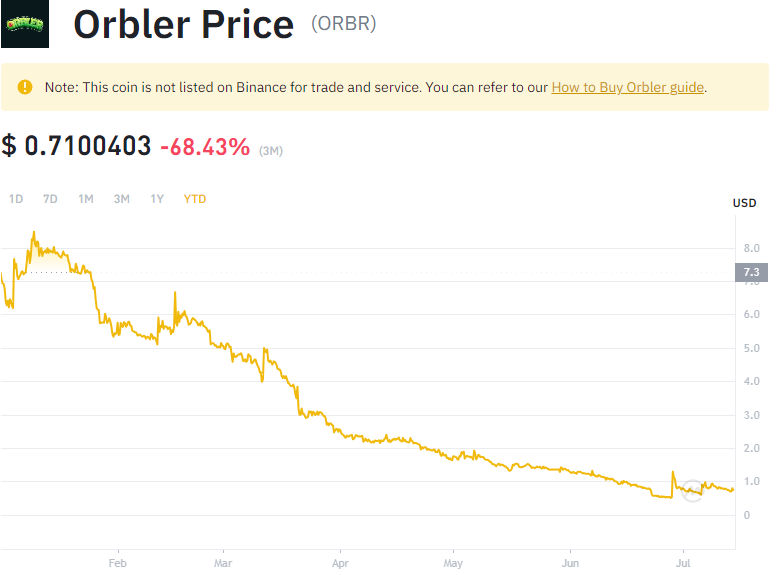 ORBLER
Orbler Price (ORBR)
Note: This coin is not listed on Binance for trade and service. You can refer to our How to Buy Orbler guide.
$ 0.7100403 -68.43% (3M)
1D 7D 1M 3M 1Y YTD
USD
8.0
7.3
7.0
6.0
5.0
4.0
3.0
2.0
1.0
0
Feb Mar Apr May Jun Jul